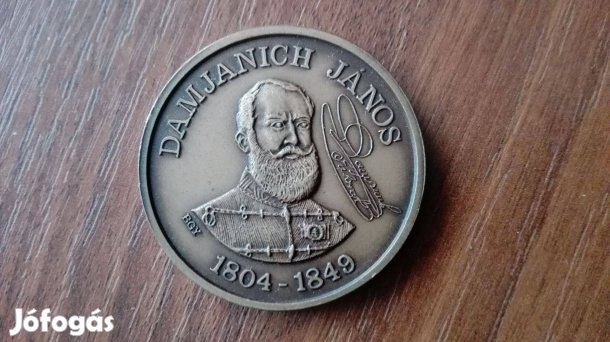 DAMJANICH JÁNOS
EGY
1804-1849
Jófogás